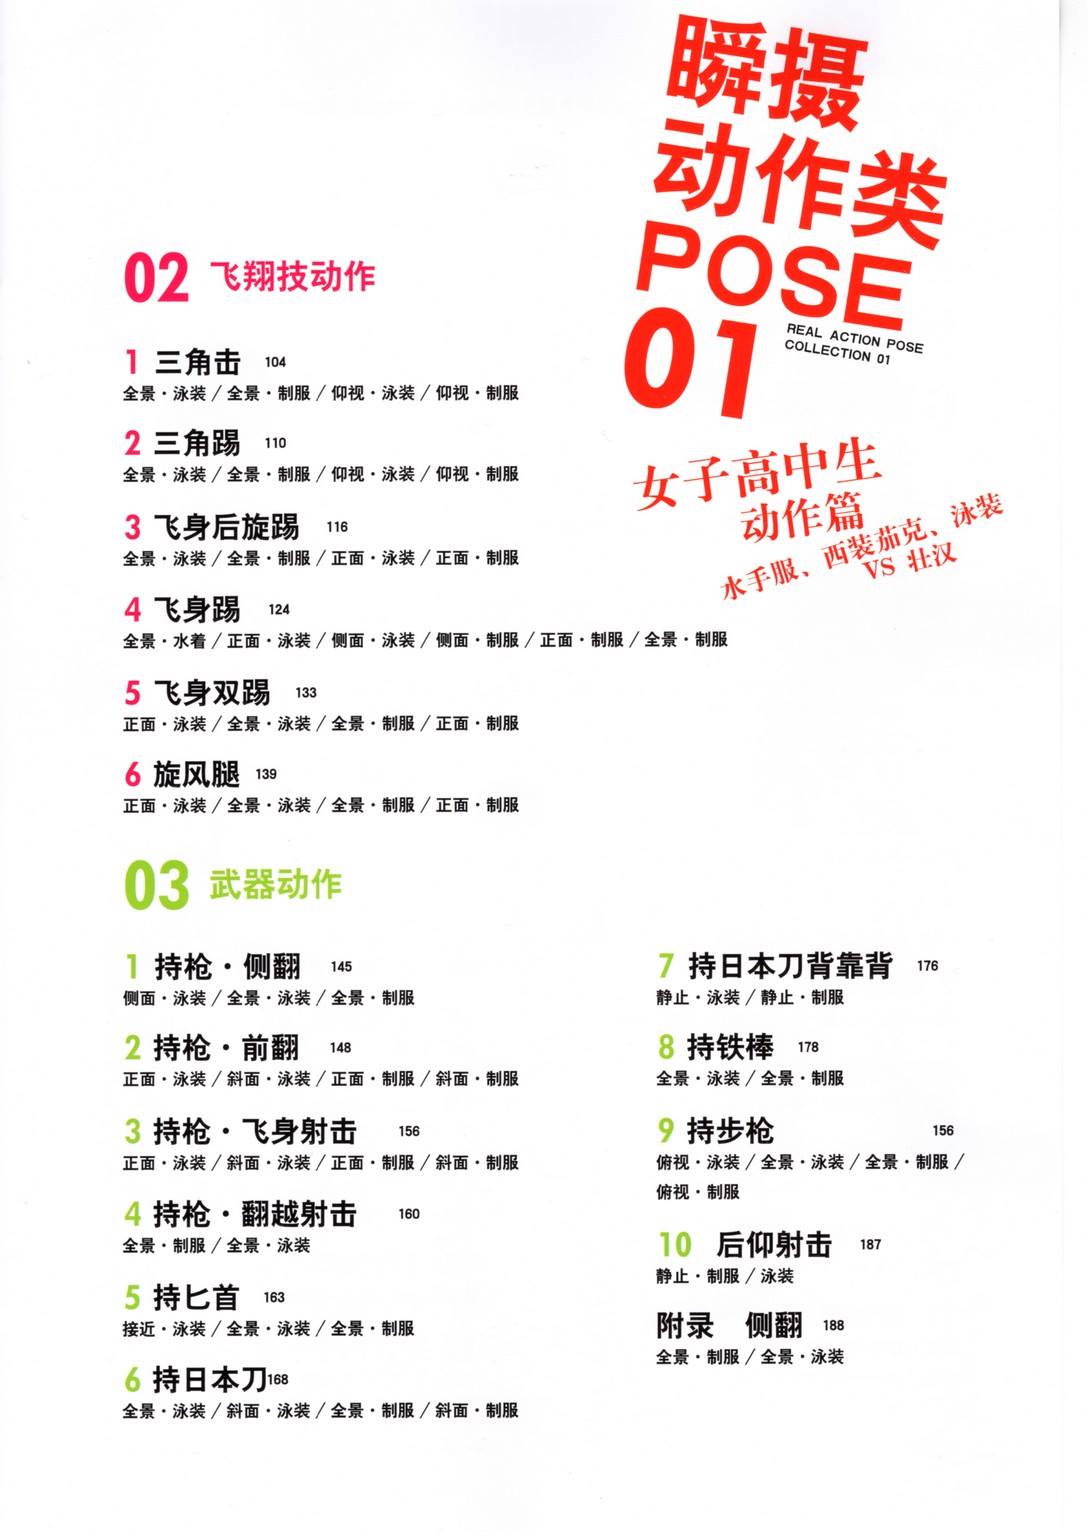 瞬摄
动作类
POSE
01
REAL ACTION POSE
COLLECTION 01
女子高中生
动作篇
水手服、西装茄克、泳装
VS 壮汉
02 飞翔技动作
1 三角击 104
全景・泳装 / 全景・制服 / 仰视・泳装 / 仰视・制服
2 三角踢 110
全景・泳装 / 全景・制服 / 仰视・泳装 / 仰视・制服
3 飞身后旋踢 116
全景・泳装 / 全景・制服 / 正面・泳装 / 正面・制服
4 飞身踢 124
全景・水着 / 正面・泳装 / 侧面・泳装 / 侧面・制服 / 正面・制服 / 全景・制服
5 飞身双踢 133
正面・泳装 / 全景・泳装 / 全景・制服 / 正面・制服
6 旋风腿 139
正面・泳装 / 全景・泳装 / 全景・制服 / 正面・制服
03 武器动作
1 持枪・侧翻 145
侧面・泳装 / 全景・泳装 / 全景・制服
2 持枪・前翻 148
正面・泳装 / 斜面・泳装 / 正面・制服 / 斜面・制服
3 持枪・飞身射击 156
正面・泳装 / 斜面・泳装 / 正面・制服 / 斜面・制服
4 持枪・翻越射击 160
全景・制服 / 全景・泳装
5 持匕首 163
接近・泳装 / 全景・泳装 / 全景・制服
6 持日本刀168
全景・泳装 / 斜面・泳装 / 全景・制服 / 斜面・制服
7 持日本刀背靠背 176
静止・泳装 / 静止・制服
8 持铁棒 178
全景・泳装 / 全景・制服
9 持步枪 156
俯视・泳装 / 全景・泳装 / 全景・制服 /
俯视・制服
10 后仰射击 187
静止・制服 / 泳装
附录 侧翻 188
全景・制服 / 全景・泳装